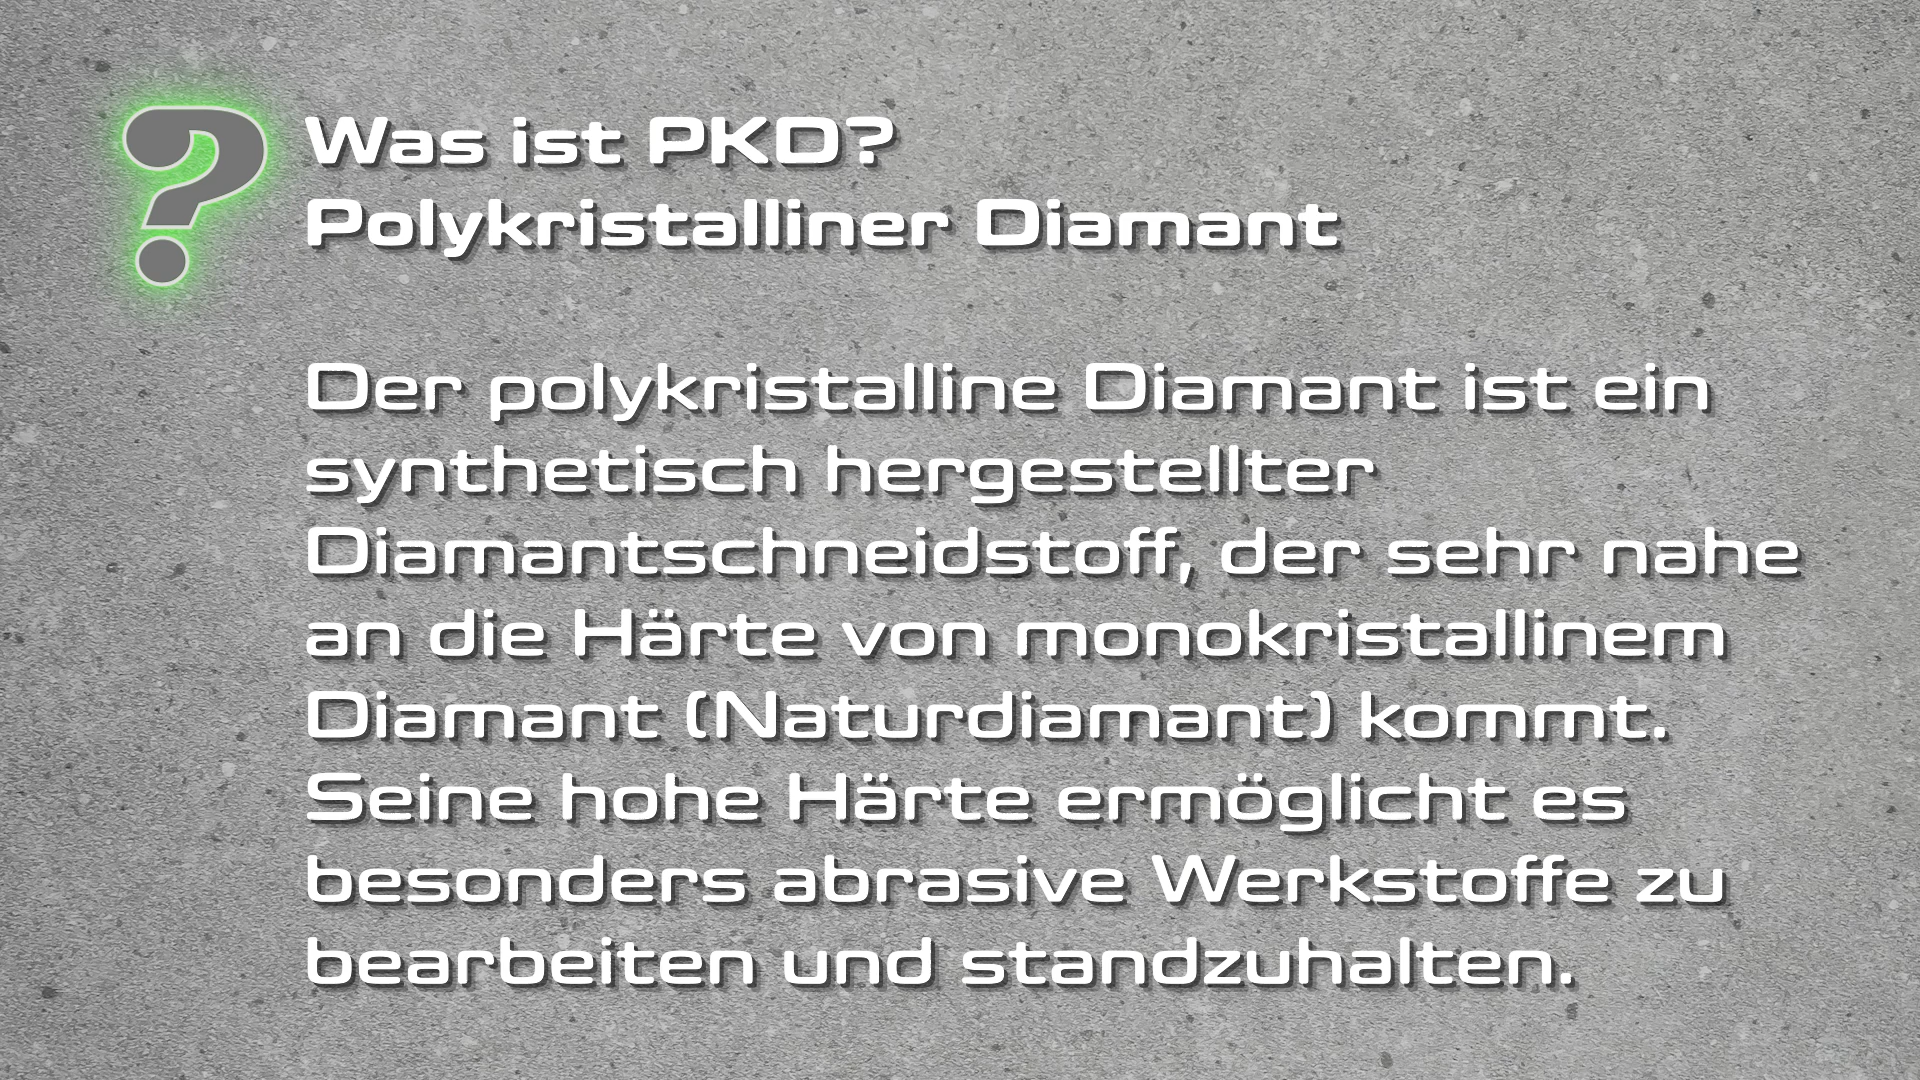 ?
Was ist PKD?
Polykristalliner Diamant
Der polykristalline Diamant ist ein
synthetisch hergestellter
Diamantschneidstoff, der sehr nahe
an die Härte von monokristallinem
Diamant (Naturdiamant) kommt.
Seine hohe Härte ermöglicht es
besonders abrasive Werkstoffe zu
bearbeiten und standzuhalten.